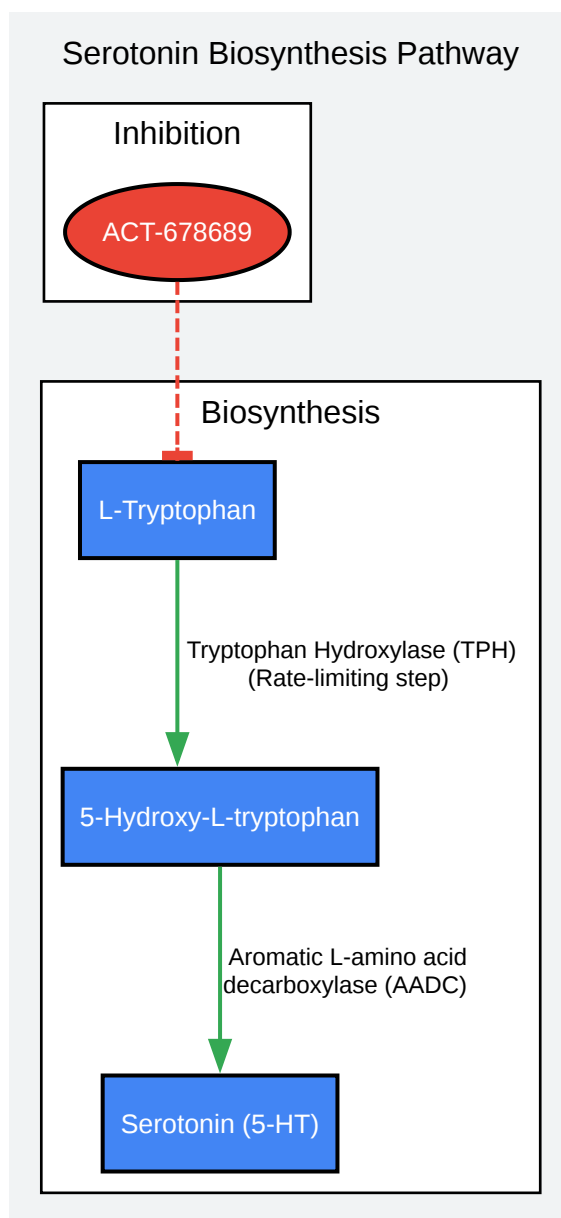 Serotonin Biosynthesis Pathway
Inhibition
ACT-678689
Biosynthesis
L-Tryptophan
Tryptophan Hydroxylase (TPH)
(Rate-limiting step)
5-Hydroxy-L-tryptophan
Aromatic L-amino acid
decarboxylase (AADC)
Serotonin (5-HT)